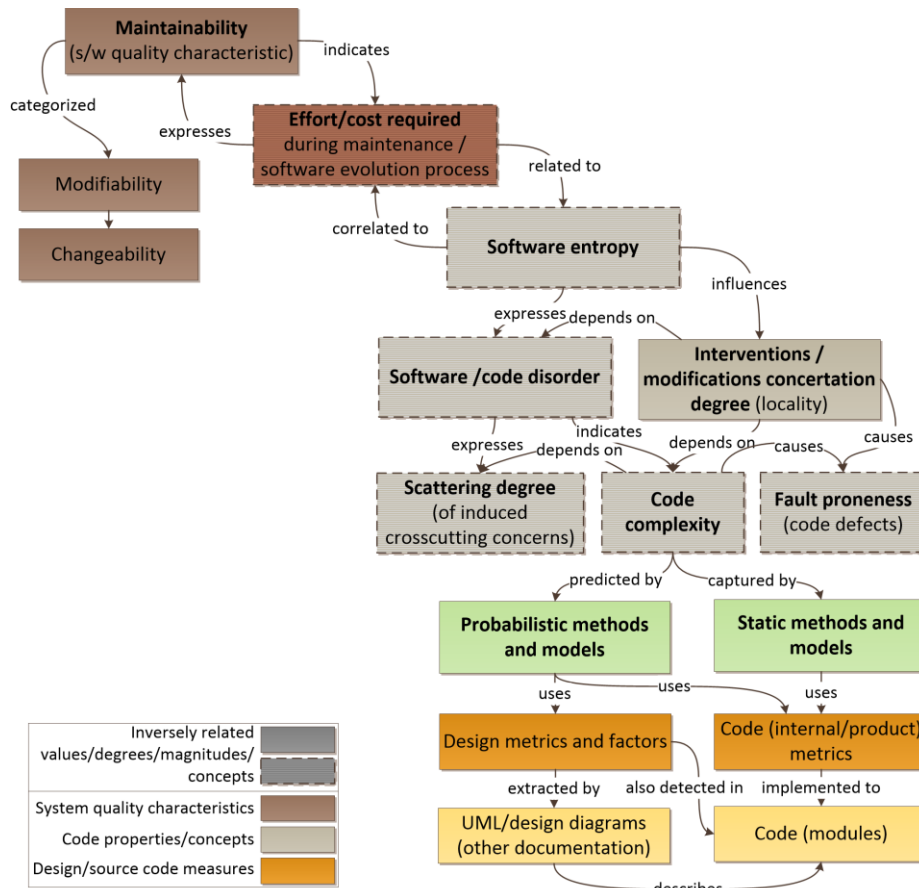 Maintainability
(s/w quality characteristic)
indicates
categorized
expresses
Effort/cost required
during maintenance /
software evolution process
related to
Modifiability
correlated to
Changeability
Software entropy
influences
expresses
depends on
Software /code disorder
Interventions /
modifications concertation
degree (locality)
expresses
indicates
depends on
depends on
causes
causes
Scattering degree
(of induced
crosscutting concerns)
Code
complexity
Fault proneness
(code defects)
predicted by
captured by
Probabilistic methods
and models
Static methods and
models
uses
uses
uses
Design metrics and factors
Code (internal/product)
metrics
extracted by
also detected in
implemented to
UML/design diagrams
(other documentation)
Code (modules)
describes
Inversely related
values/degrees/magnitudes/
concepts
System quality characteristics
Code properties/concepts
Design/source code measures